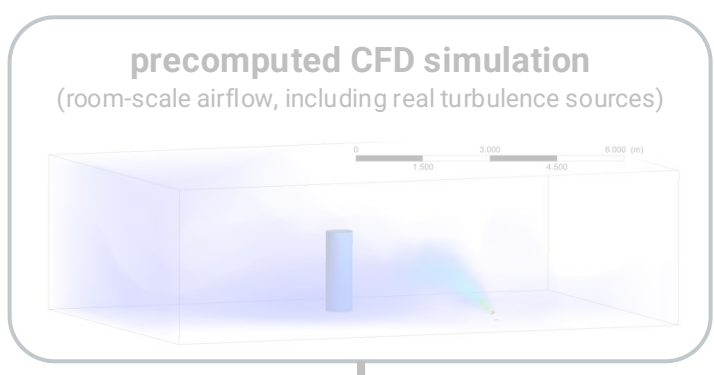 precomputed CFD simulation
(room-scale airflow, including real turbulence sources)
0 3.000 6.000 (m)
1.500 4.500